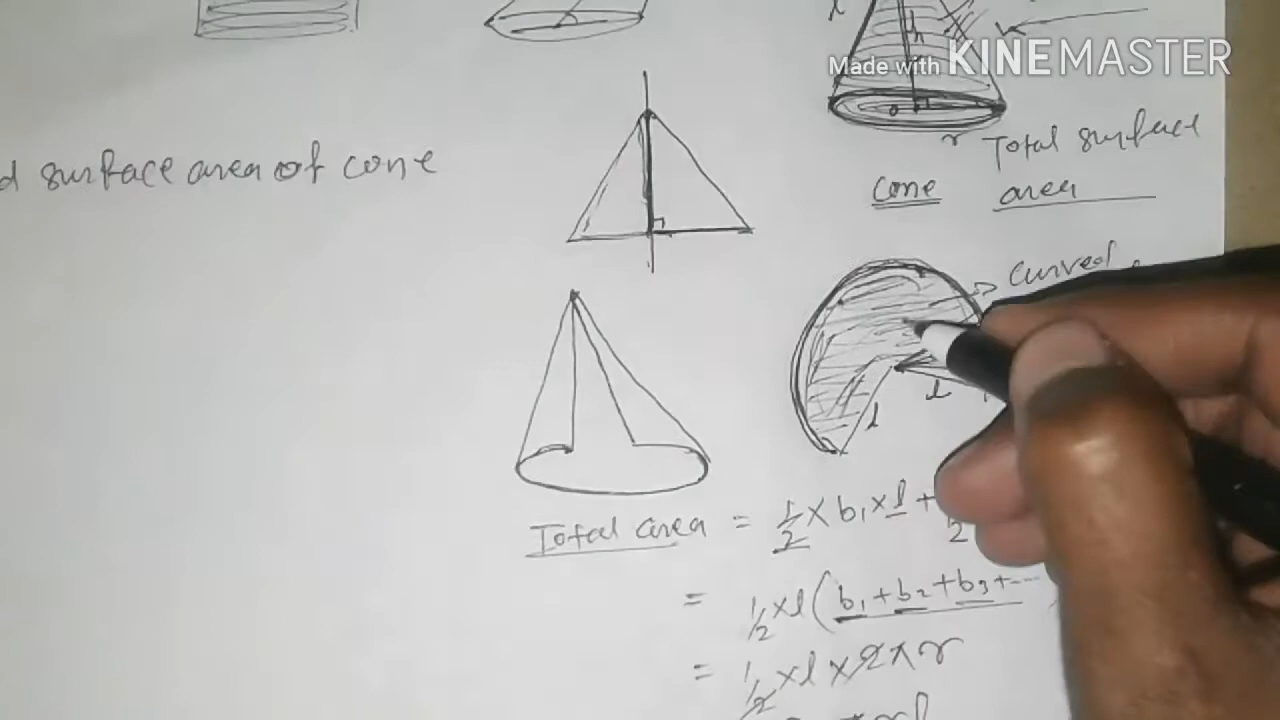 l
h
Made with KINEMASTER
o
r
Total surface
area
cone
d surface area of cone
curved
l
l
Total area = 1/2 × b₁ × l +
2
= 1/2 × l ( b₁ + b₂ + b₃ + ---
= 1/2 × l × 2πr
πrl